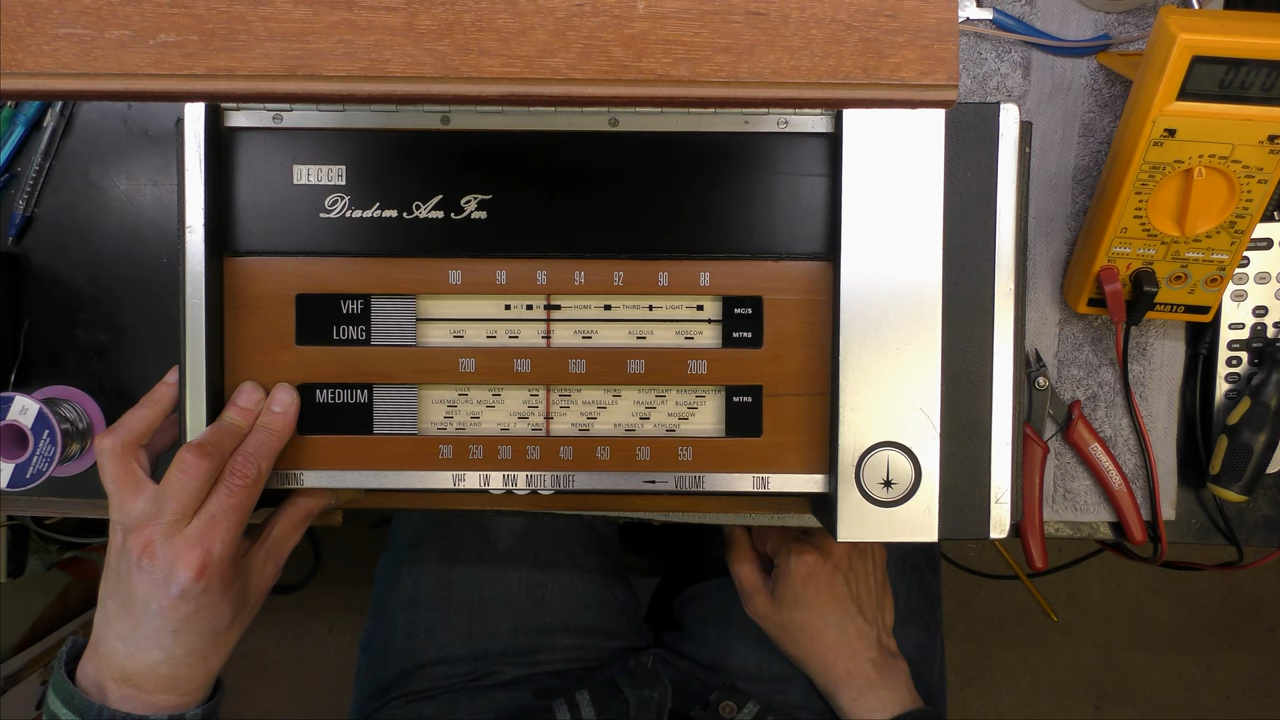 DECCA
Diadem Am Fm
100 98 96 94 92 90 88
VHF HOME THIRD LIGHT MC/S
LONG LAHTI LUX OSLO LIGHT ANKARA ALLOUIS MOSCOW MTRS
1200 1400 1600 1800 2000
LILLE WEST AFN HILVERSUM THIRD STUTTGART BEROMUNSTER
MEDIUM MTRS
LUXEMBOURG MIDLAND WELSH SOTTENS MARSEILLES FRANKFURT BUDAPEST
WEST LIGHT LONDON SCOTTISH NORTH LYONS MOSCOW
THIRD N IRELAND HILV. 2 PARIS RENNES BRUSSELS ATHLONE
280 250 300 350 400 450 500 550
TUNING VHF LW MW MUTE ON OFF VOLUME TONE
DCV
ACV
COM
M810
DURATOOL